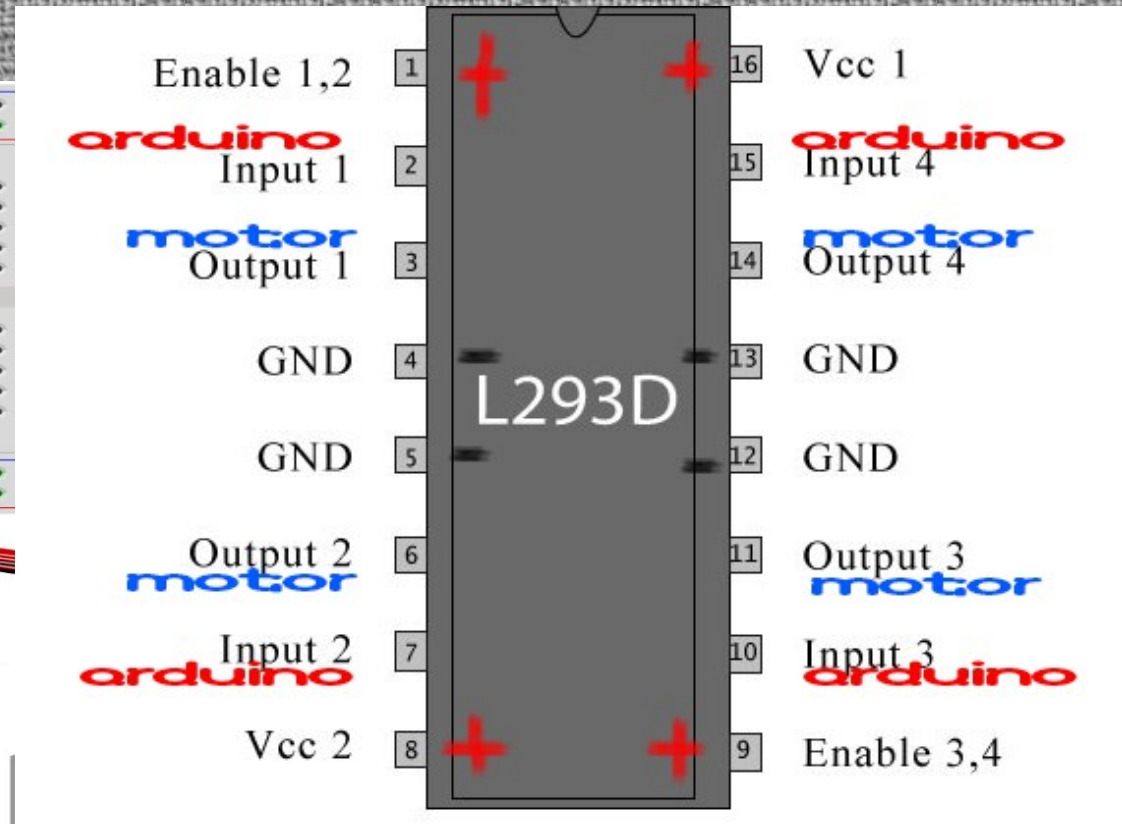 Enable 1,2 1 16 Vcc 1
arduino arduino
Input 1 2 15 Input 4
motor motor
Output 1 3 14 Output 4
GND 4 13 GND
L293D
GND 5 12 GND
Output 2 6 11 Output 3
motor motor
Input 2 7 10 Input 3
arduino arduino
Vcc 2 8 9 Enable 3,4